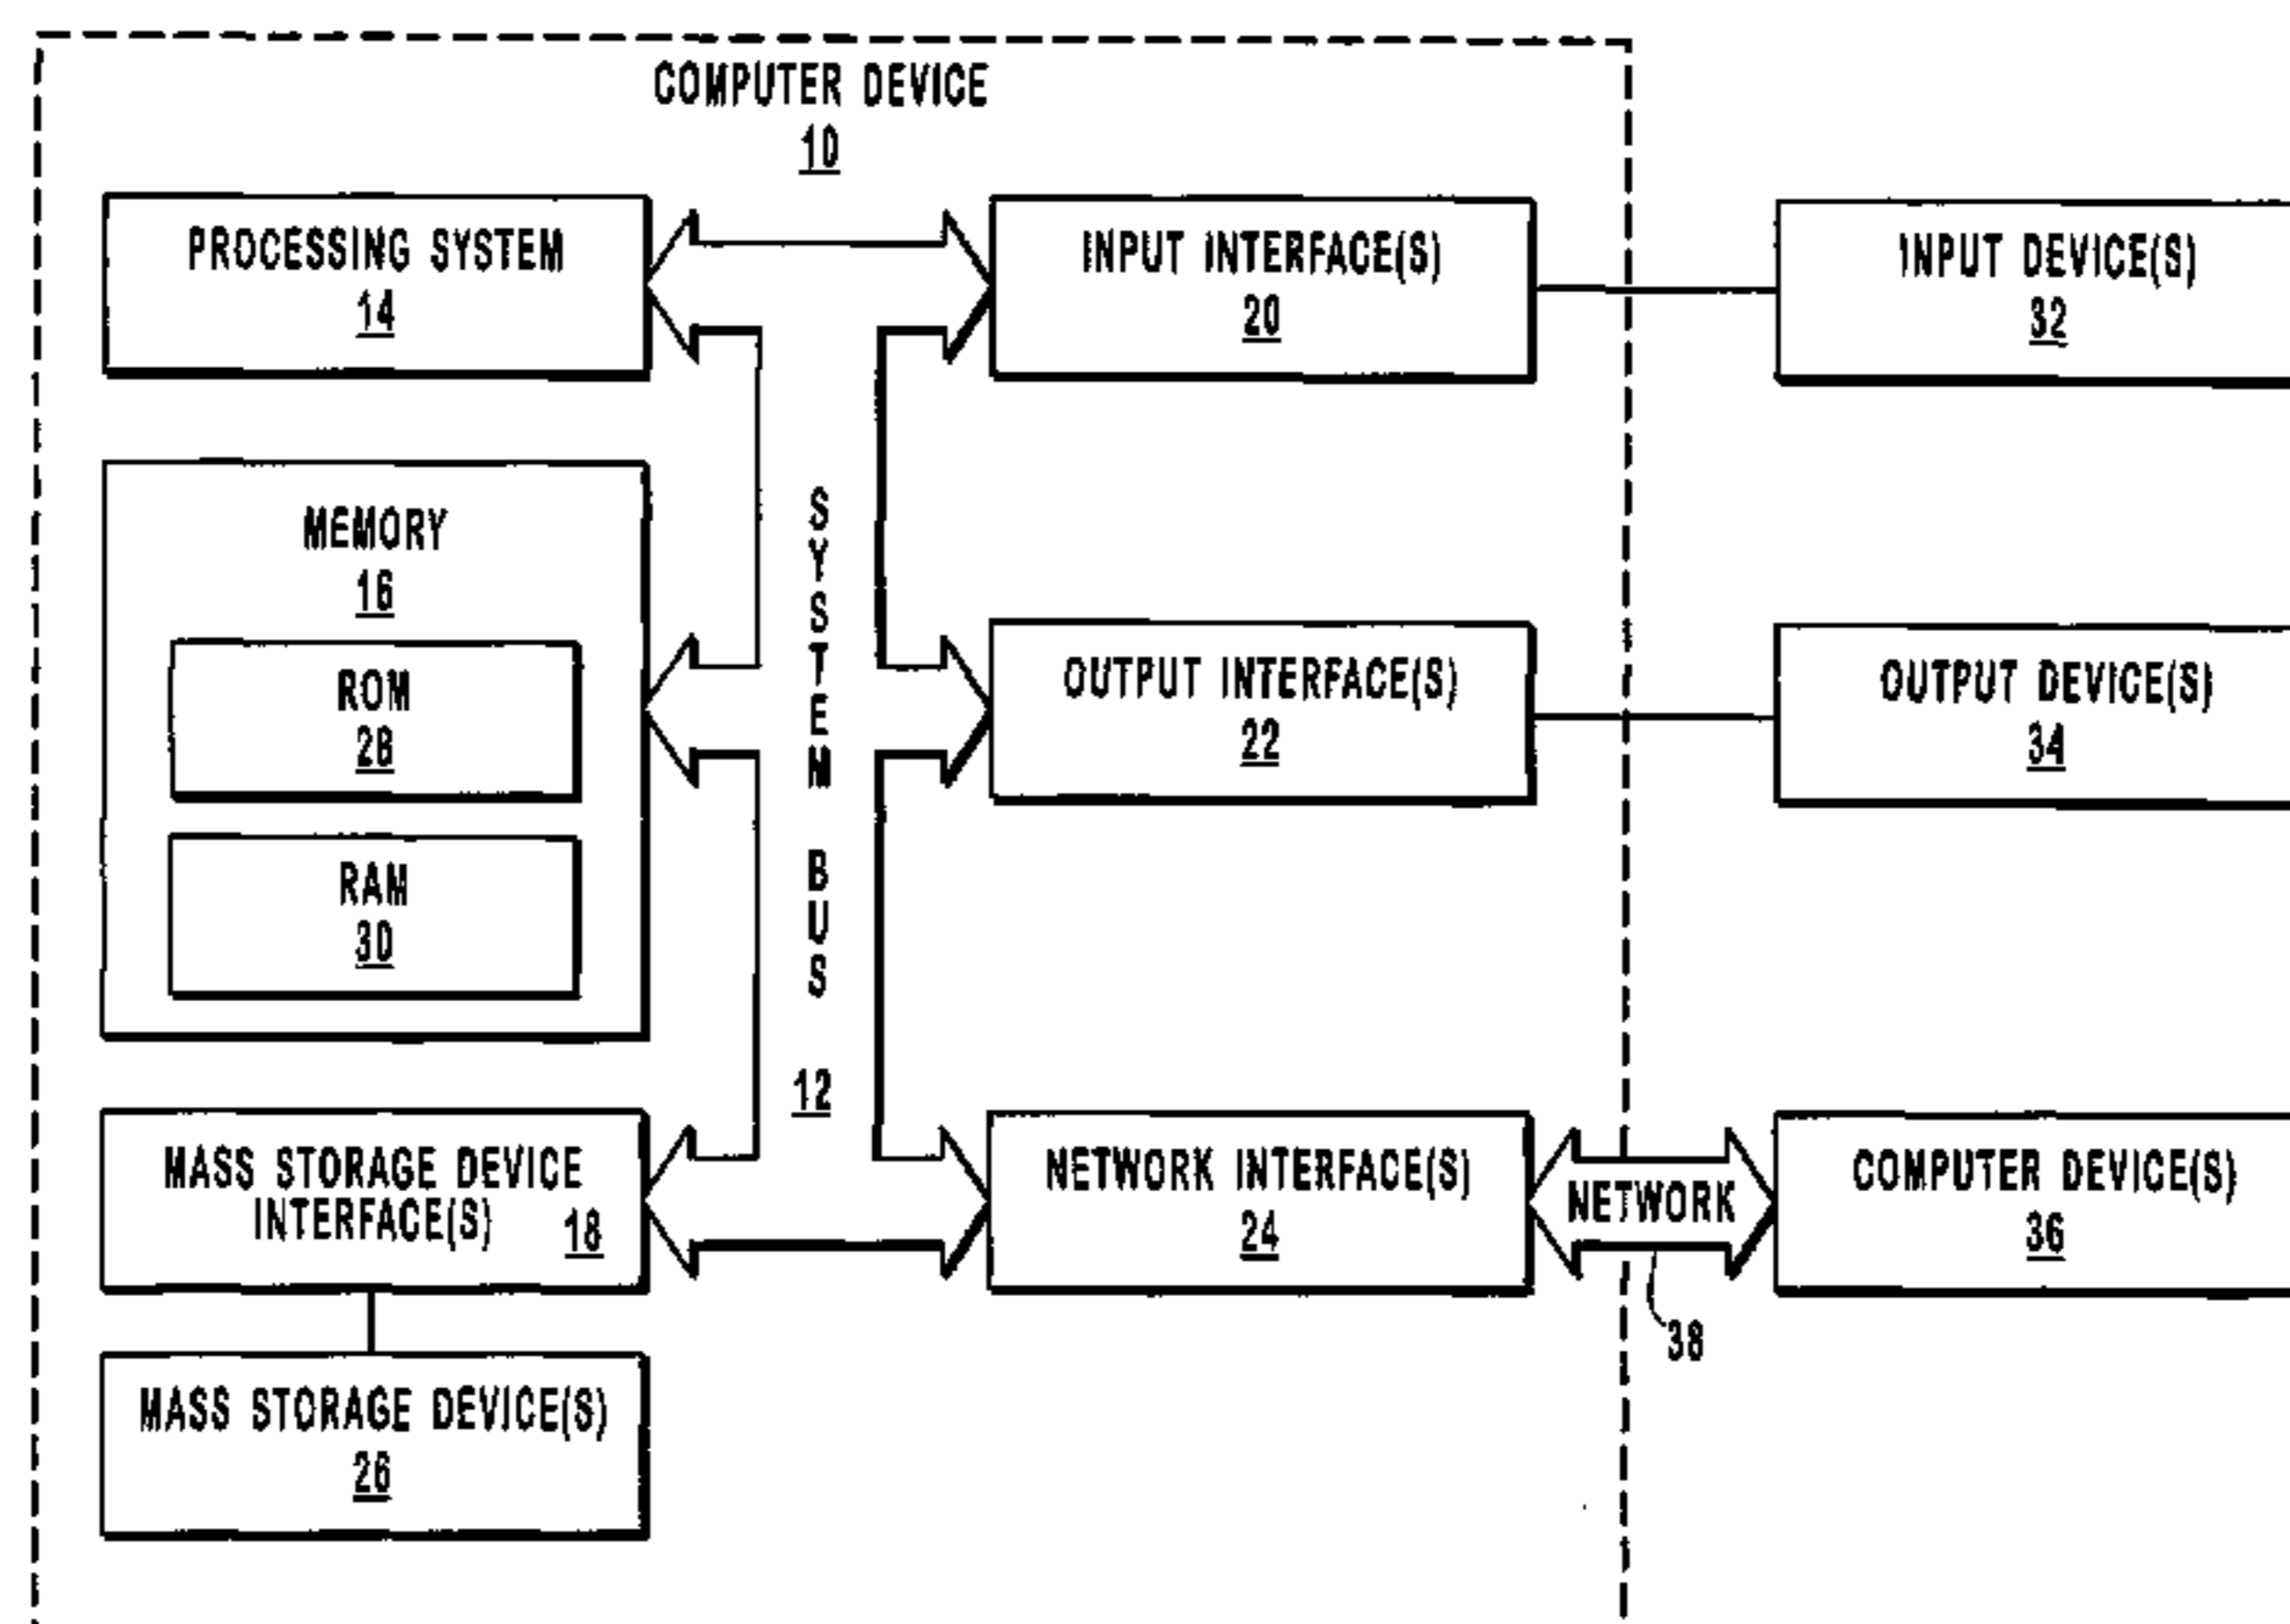 COMPUTER DEVICE
10
PROCESSING SYSTEM
14
INPUT INTERFACE(S)
20
INPUT DEVICE(S)
32
MEMORY
16
ROM
28
RAM
30
SYSTEM BUS
12
OUTPUT INTERFACE(S)
22
OUTPUT DEVICE(S)
34
MASS STORAGE DEVICE
INTERFACE(S) 18
NETWORK INTERFACE(S)
24
NETWORK
38
COMPUTER DEVICE(S)
36
MASS STORAGE DEVICE(S)
26